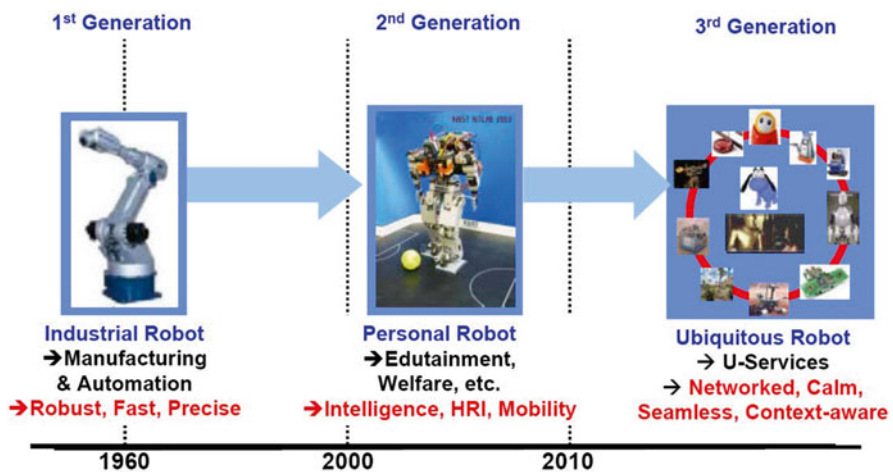 1st Generation
2nd Generation
3rd Generation
Industrial Robot
→Manufacturing
& Automation
→Robust, Fast, Precise
Personal Robot
→Edutainment,
Welfare, etc.
→Intelligence, HRI, Mobility
Ubiquitous Robot
→ U-Services
→ Networked, Calm,
Seamless, Context-aware
1960
2000
2010